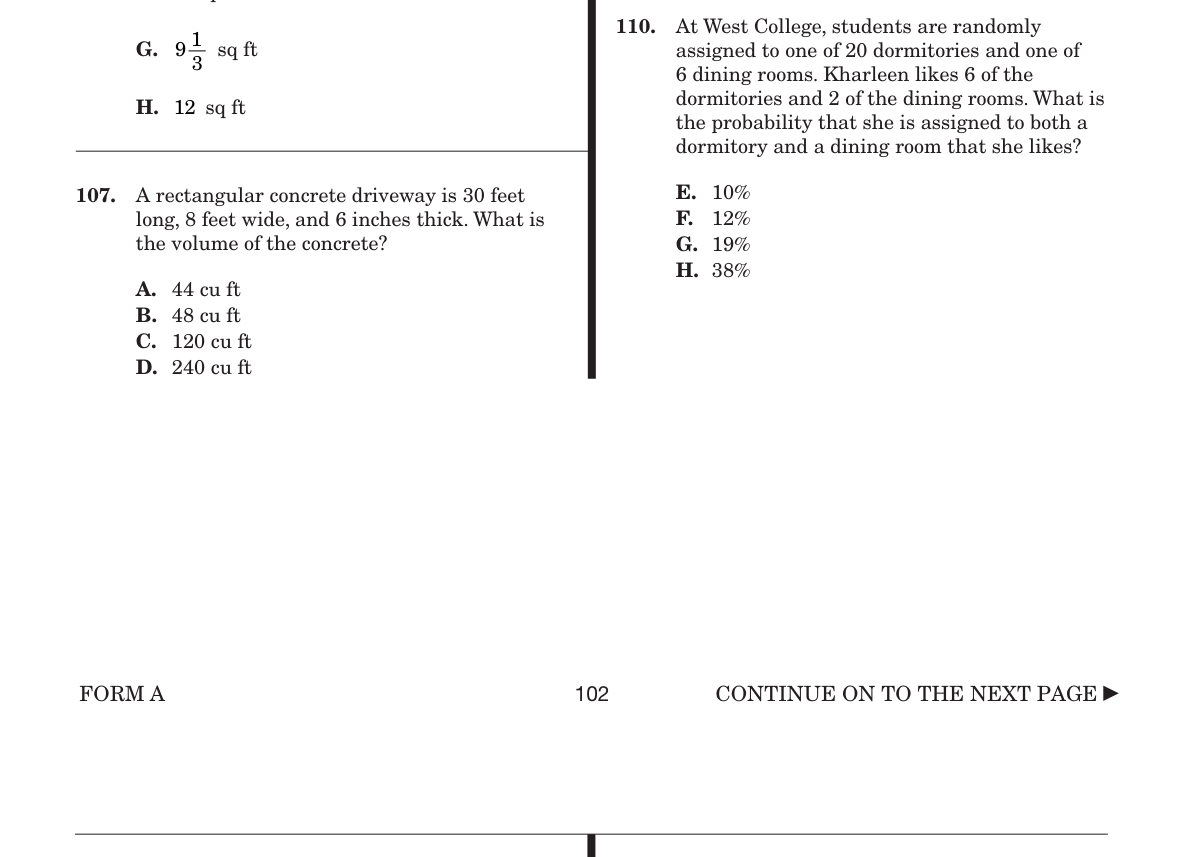 G. 9 1/3 sq ft
H. 12 sq ft
107. A rectangular concrete driveway is 30 feet
long, 8 feet wide, and 6 inches thick. What is
the volume of the concrete?
A. 44 cu ft
B. 48 cu ft
C. 120 cu ft
D. 240 cu ft
110. At West College, students are randomly
assigned to one of 20 dormitories and one of
6 dining rooms. Kharleen likes 6 of the
dormitories and 2 of the dining rooms. What is
the probability that she is assigned to both a
dormitory and a dining room that she likes?
E. 10%
F. 12%
G. 19%
H. 38%
FORM A
102
CONTINUE ON TO THE NEXT PAGE ►